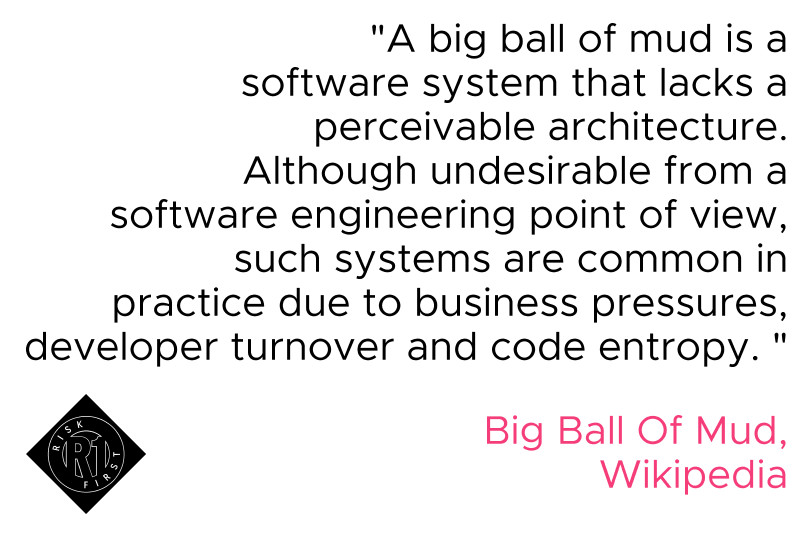 "A big ball of mud is a
software system that lacks a
perceivable architecture.
Although undesirable from a
software engineering point of view,
such systems are common in
practice due to business pressures,
developer turnover and code entropy. "
Big Ball Of Mud,
Wikipedia
RISK
R1
FIRST